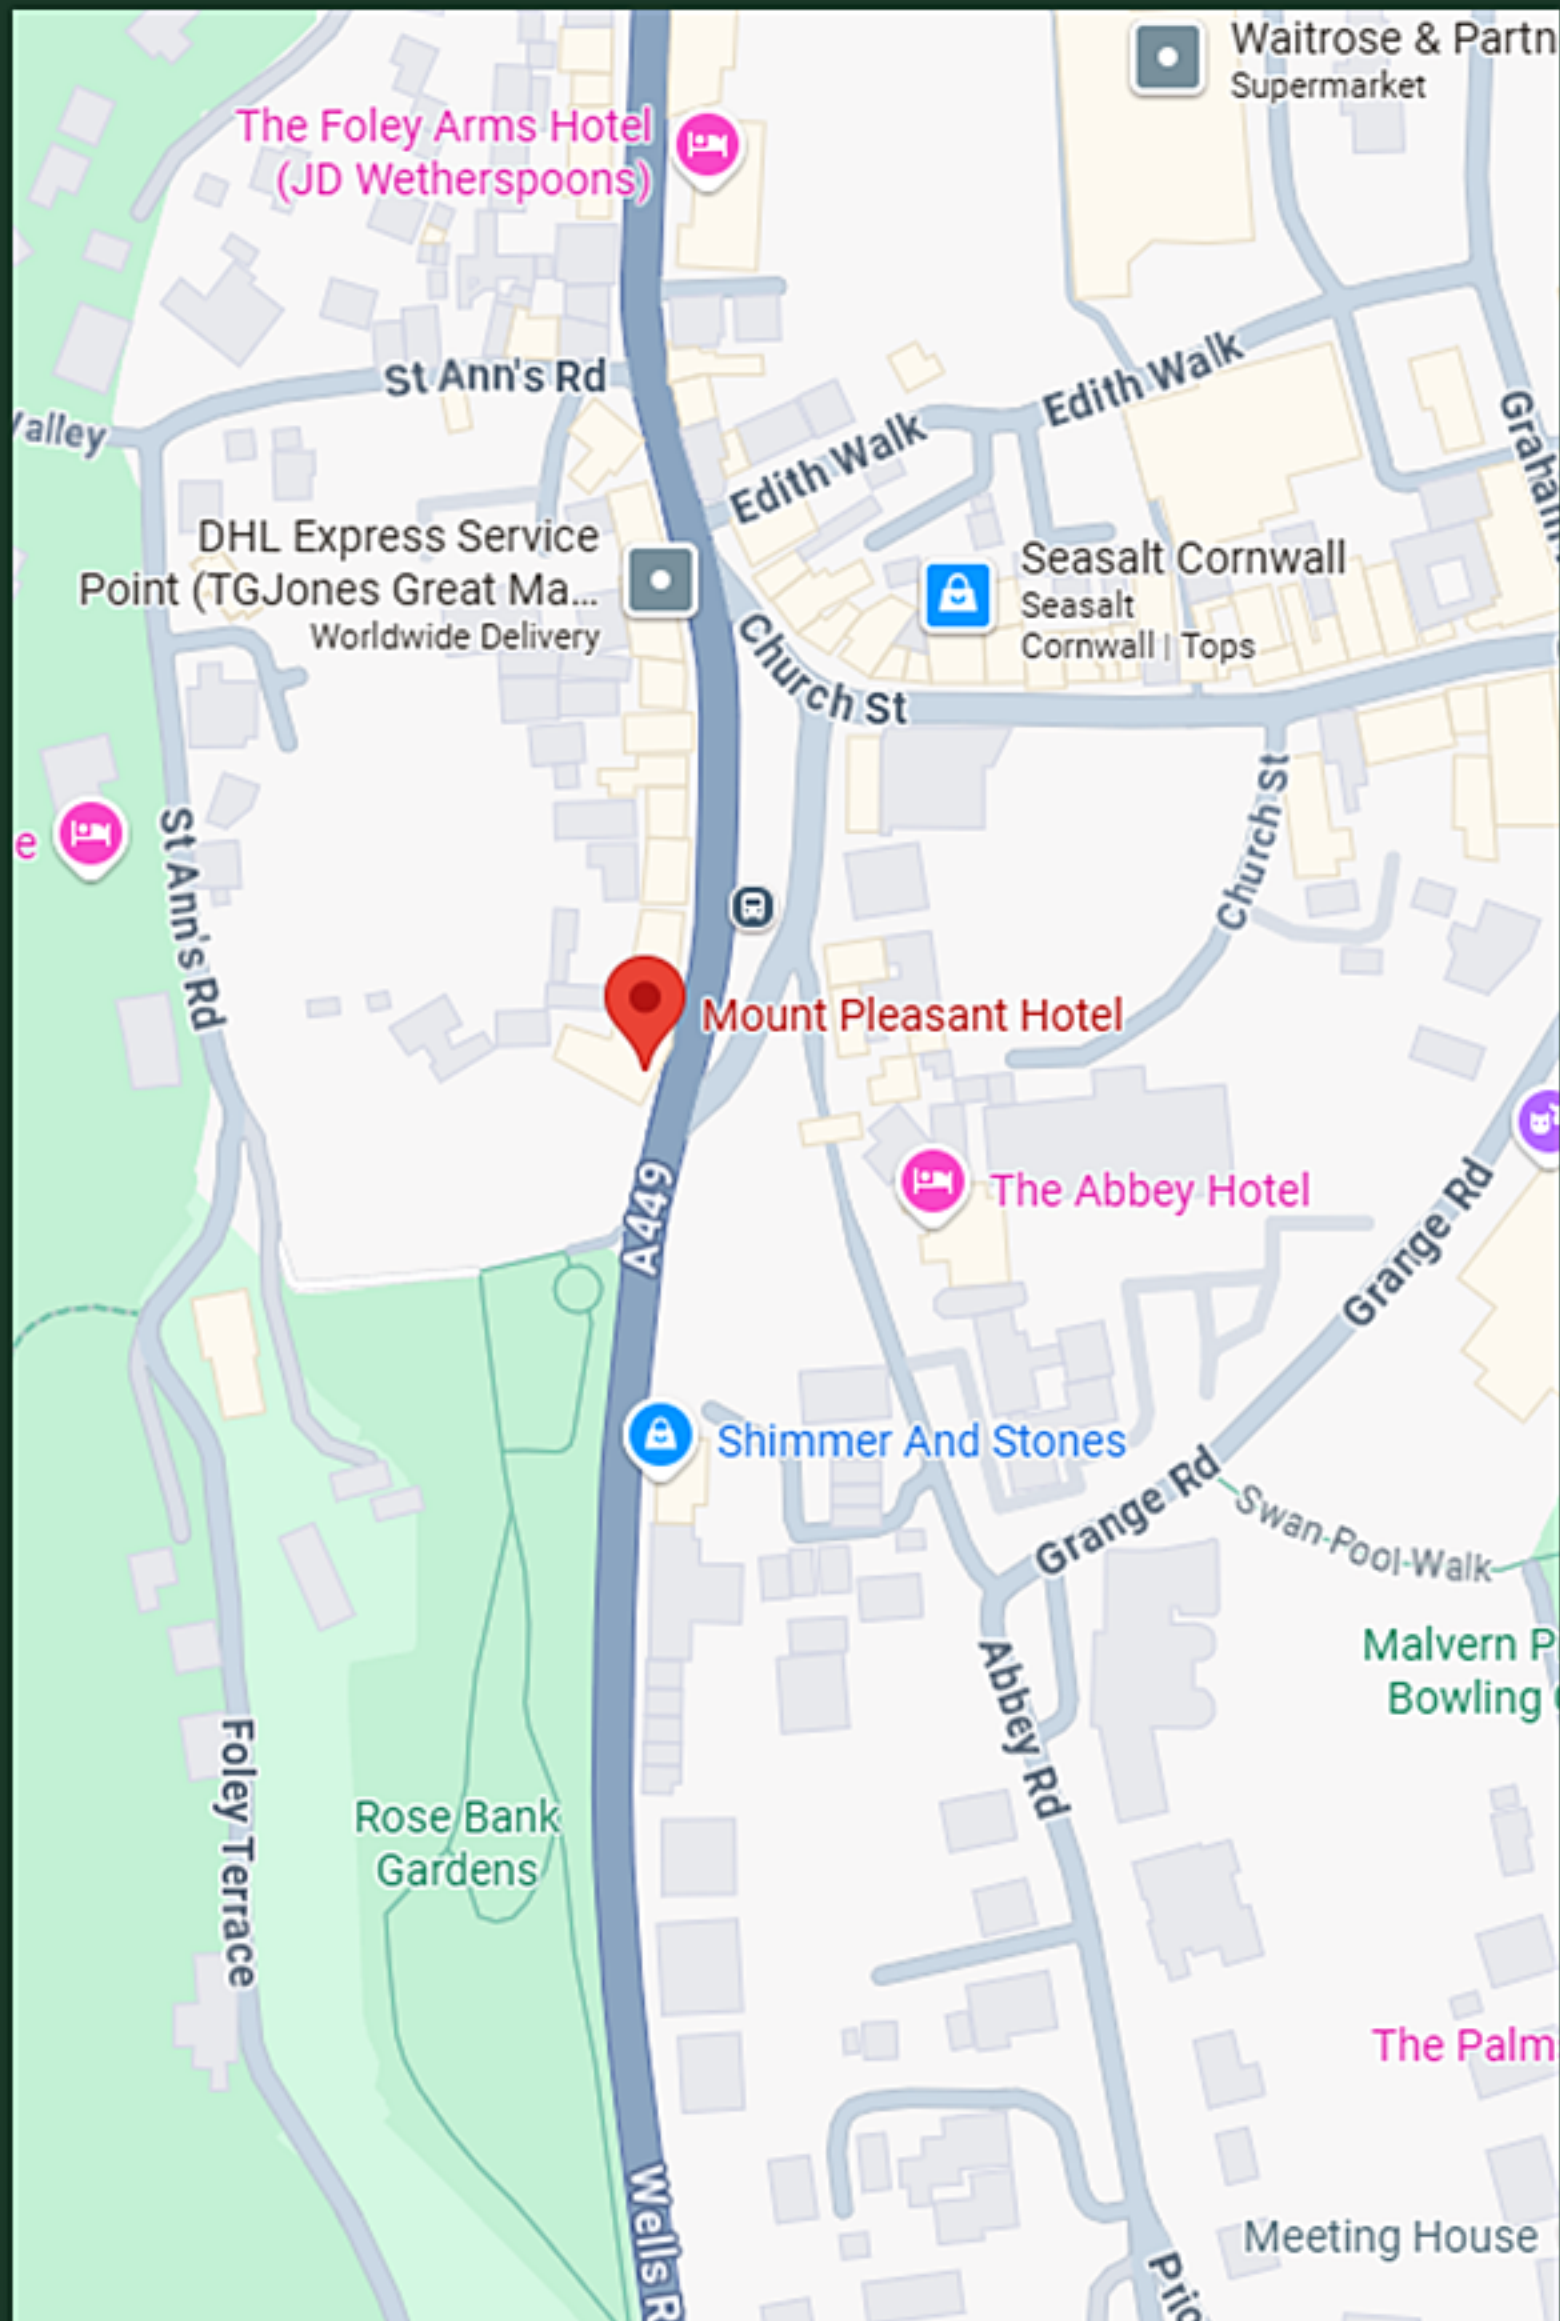 Waitrose & Partn
Supermarket
The Foley Arms Hotel
(JD Wetherspoons)
St Ann's Rd
Edith Walk
alley
Edith Walk
Graham
DHL Express Service
Point (TGJones Great Ma...
Worldwide Delivery
Seasalt Cornwall
Seasalt
Cornwall | Tops
Church St
Church St
e
St Ann's Rd
Mount Pleasant Hotel
A449
The Abbey Hotel
Grange Rd
Shimmer And Stones
Grange Rd
Swan Pool Walk
Malvern P
Bowling
Abbey Rd
Foley Terrace
Rose Bank
Gardens
The Palm
Wells R
Meeting House
Prio